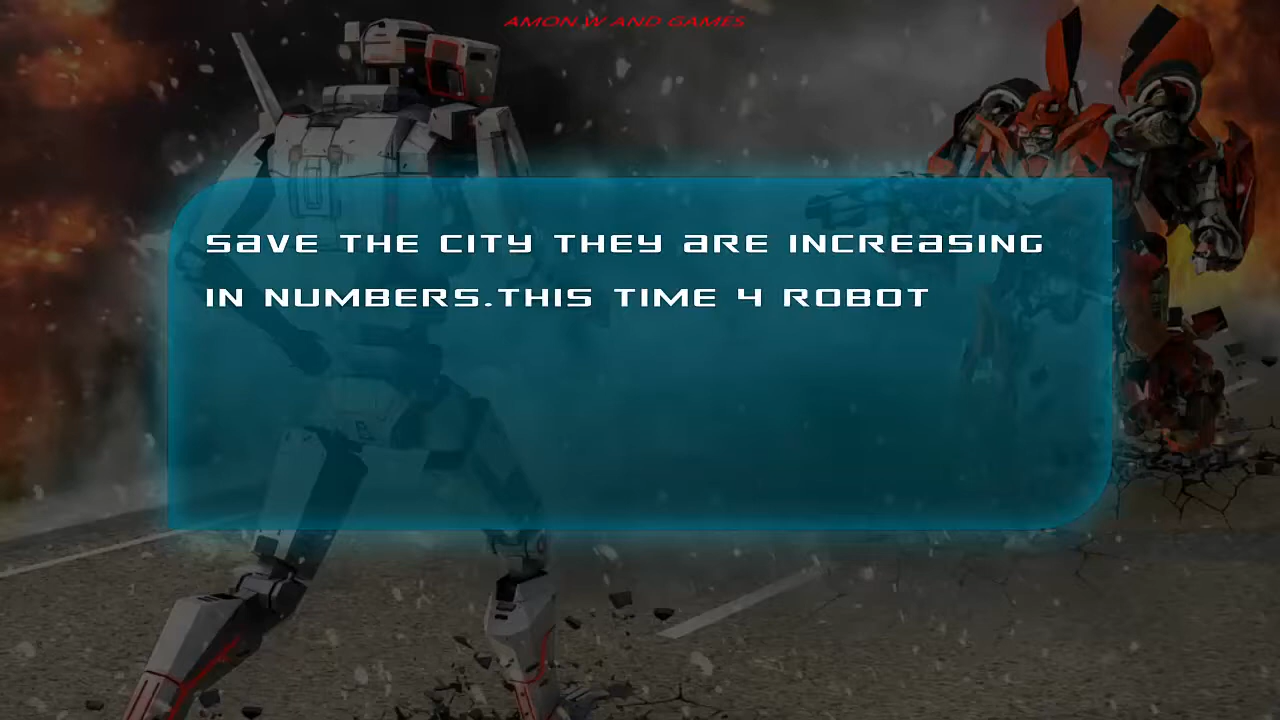 AMON W AND GAMES
SaVE THE CITY THEY aRE INCREaSING
IN NUMBERS.THIS TIME 4 ROBOT